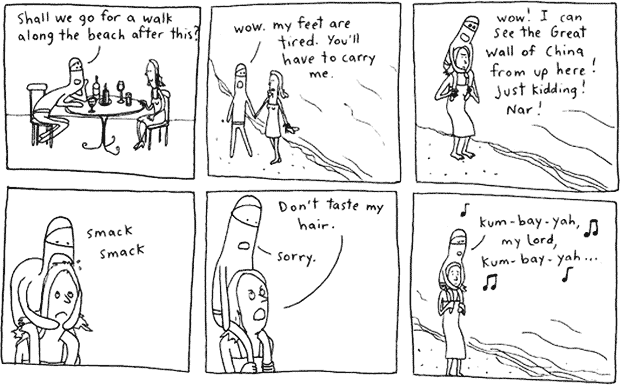 Shall we go for a walk
along the beach after this?
wow. my feet are
tired. You'll
have to carry
me.
wow! I can
see the Great
wall of China
from up here!
Just kidding!
Nar!
smack
smack
Don't taste my
hair.
sorry.
Kum-bay-yah,
my Lord,
Kum-bay-yah...